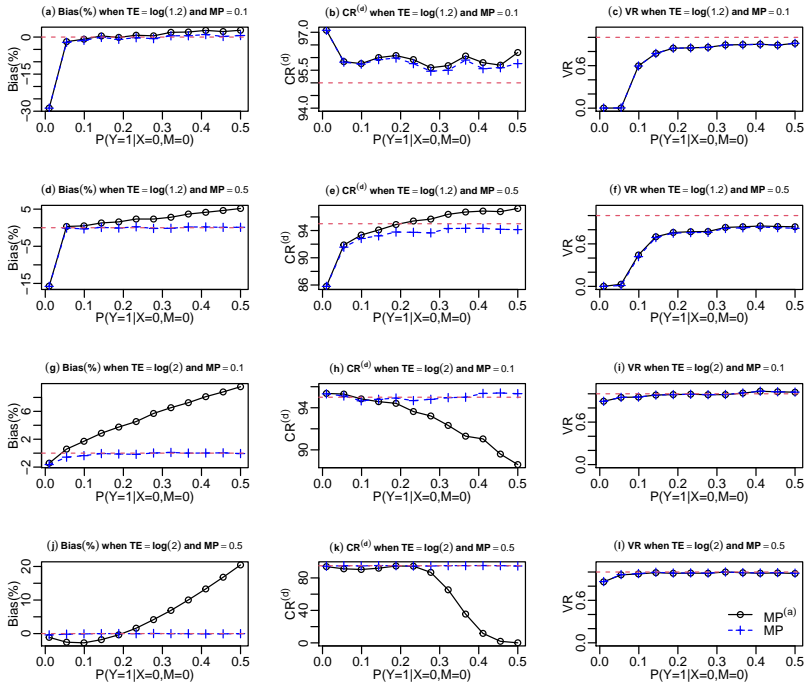 (a) Bias(%) when TE = log(1.2) and MP = 0.1
Bias(%)
0
−15
−30
0.0 0.1 0.2 0.3 0.4 0.5
P(Y=1|X=0,M=0)
(b) CR(d) when TE = log(1.2) and MP = 0.1
CR(d)
97.0
95.5
94.0
0.0 0.1 0.2 0.3 0.4 0.5
P(Y=1|X=0,M=0)
(c) VR when TE = log(1.2) and MP = 0.1
VR
0.6
0.0
0.0 0.1 0.2 0.3 0.4 0.5
P(Y=1|X=0,M=0)
(d) Bias(%) when TE = log(1.2) and MP = 0.5
Bias(%)
5
−5
−15
0.0 0.1 0.2 0.3 0.4 0.5
P(Y=1|X=0,M=0)
(e) CR(d) when TE = log(1.2) and MP = 0.5
CR(d)
94
90
86
0.0 0.1 0.2 0.3 0.4 0.5
P(Y=1|X=0,M=0)
(f) VR when TE = log(1.2) and MP = 0.5
VR
0.6
0.0
0.0 0.1 0.2 0.3 0.4 0.5
P(Y=1|X=0,M=0)
(g) Bias(%) when TE = log(2) and MP = 0.1
Bias(%)
6
2
−2
0.0 0.1 0.2 0.3 0.4 0.5
P(Y=1|X=0,M=0)
(h) CR(d) when TE = log(2) and MP = 0.1
CR(d)
94
90
0.0 0.1 0.2 0.3 0.4 0.5
P(Y=1|X=0,M=0)
(i) VR when TE = log(2) and MP = 0.1
VR
0.6
0.0
0.0 0.1 0.2 0.3 0.4 0.5
P(Y=1|X=0,M=0)
(j) Bias(%) when TE = log(2) and MP = 0.5
Bias(%)
20
10
0
0.0 0.1 0.2 0.3 0.4 0.5
P(Y=1|X=0,M=0)
(k) CR(d) when TE = log(2) and MP = 0.5
CR(d)
80
40
0
0.0 0.1 0.2 0.3 0.4 0.5
P(Y=1|X=0,M=0)
(l) VR when TE = log(2) and MP = 0.5
VR
0.6
0.0
MP(a)
MP
0.0 0.1 0.2 0.3 0.4 0.5
P(Y=1|X=0,M=0)